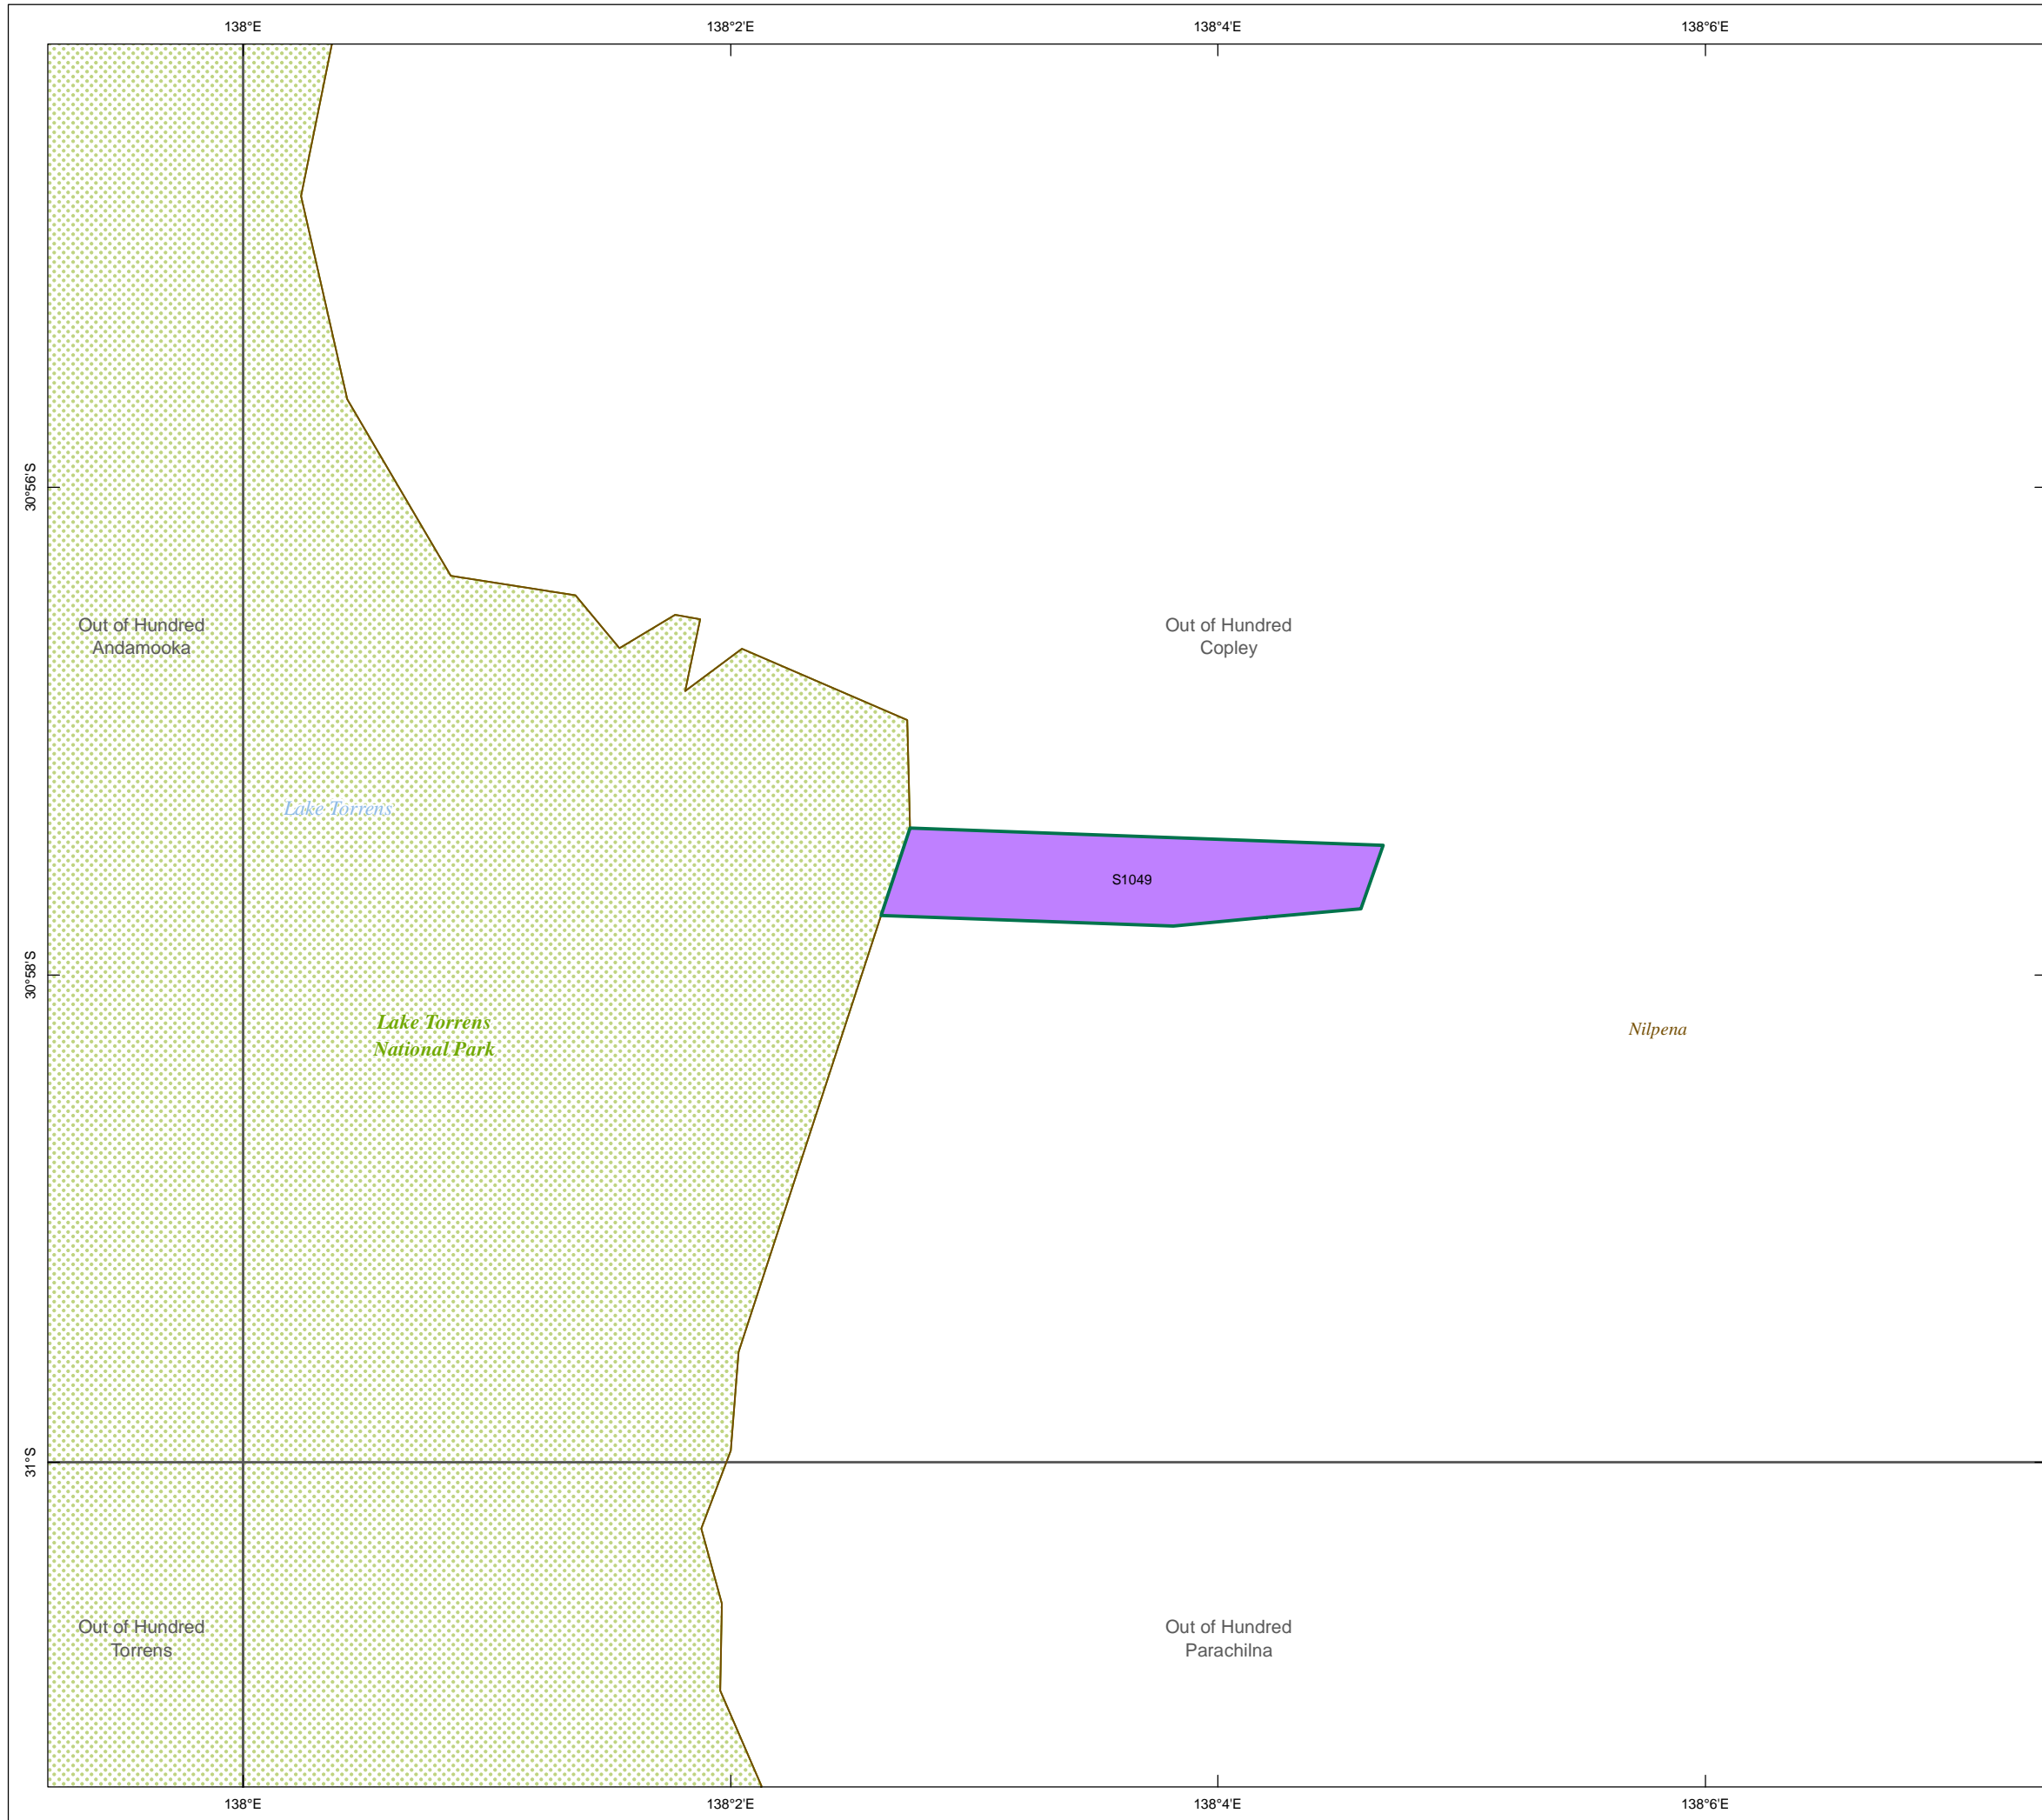 138°E
138°2'E
138°4'E
138°6'E
30°56'S
Out of Hundred
Andamooka
Out of Hundred
Copley
Lake Torrens
S1049
30°58'S
Lake Torrens
National Park
Nilpena
31°S
Out of Hundred
Torrens
Out of Hundred
Parachilna
138°E
138°2'E
138°4'E
138°6'E